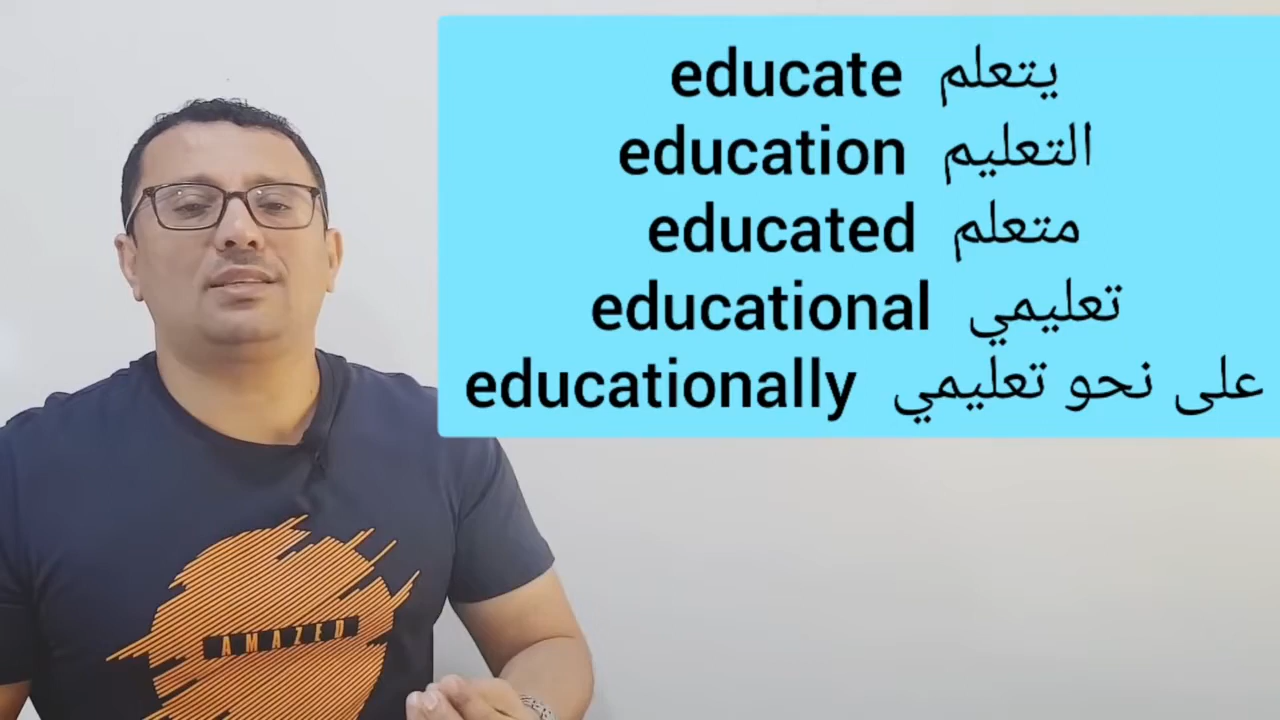 educate يتعلم
education التعليم
educated متعلم
educational تعليمي
educationally على نحو تعليمي
AMAZED